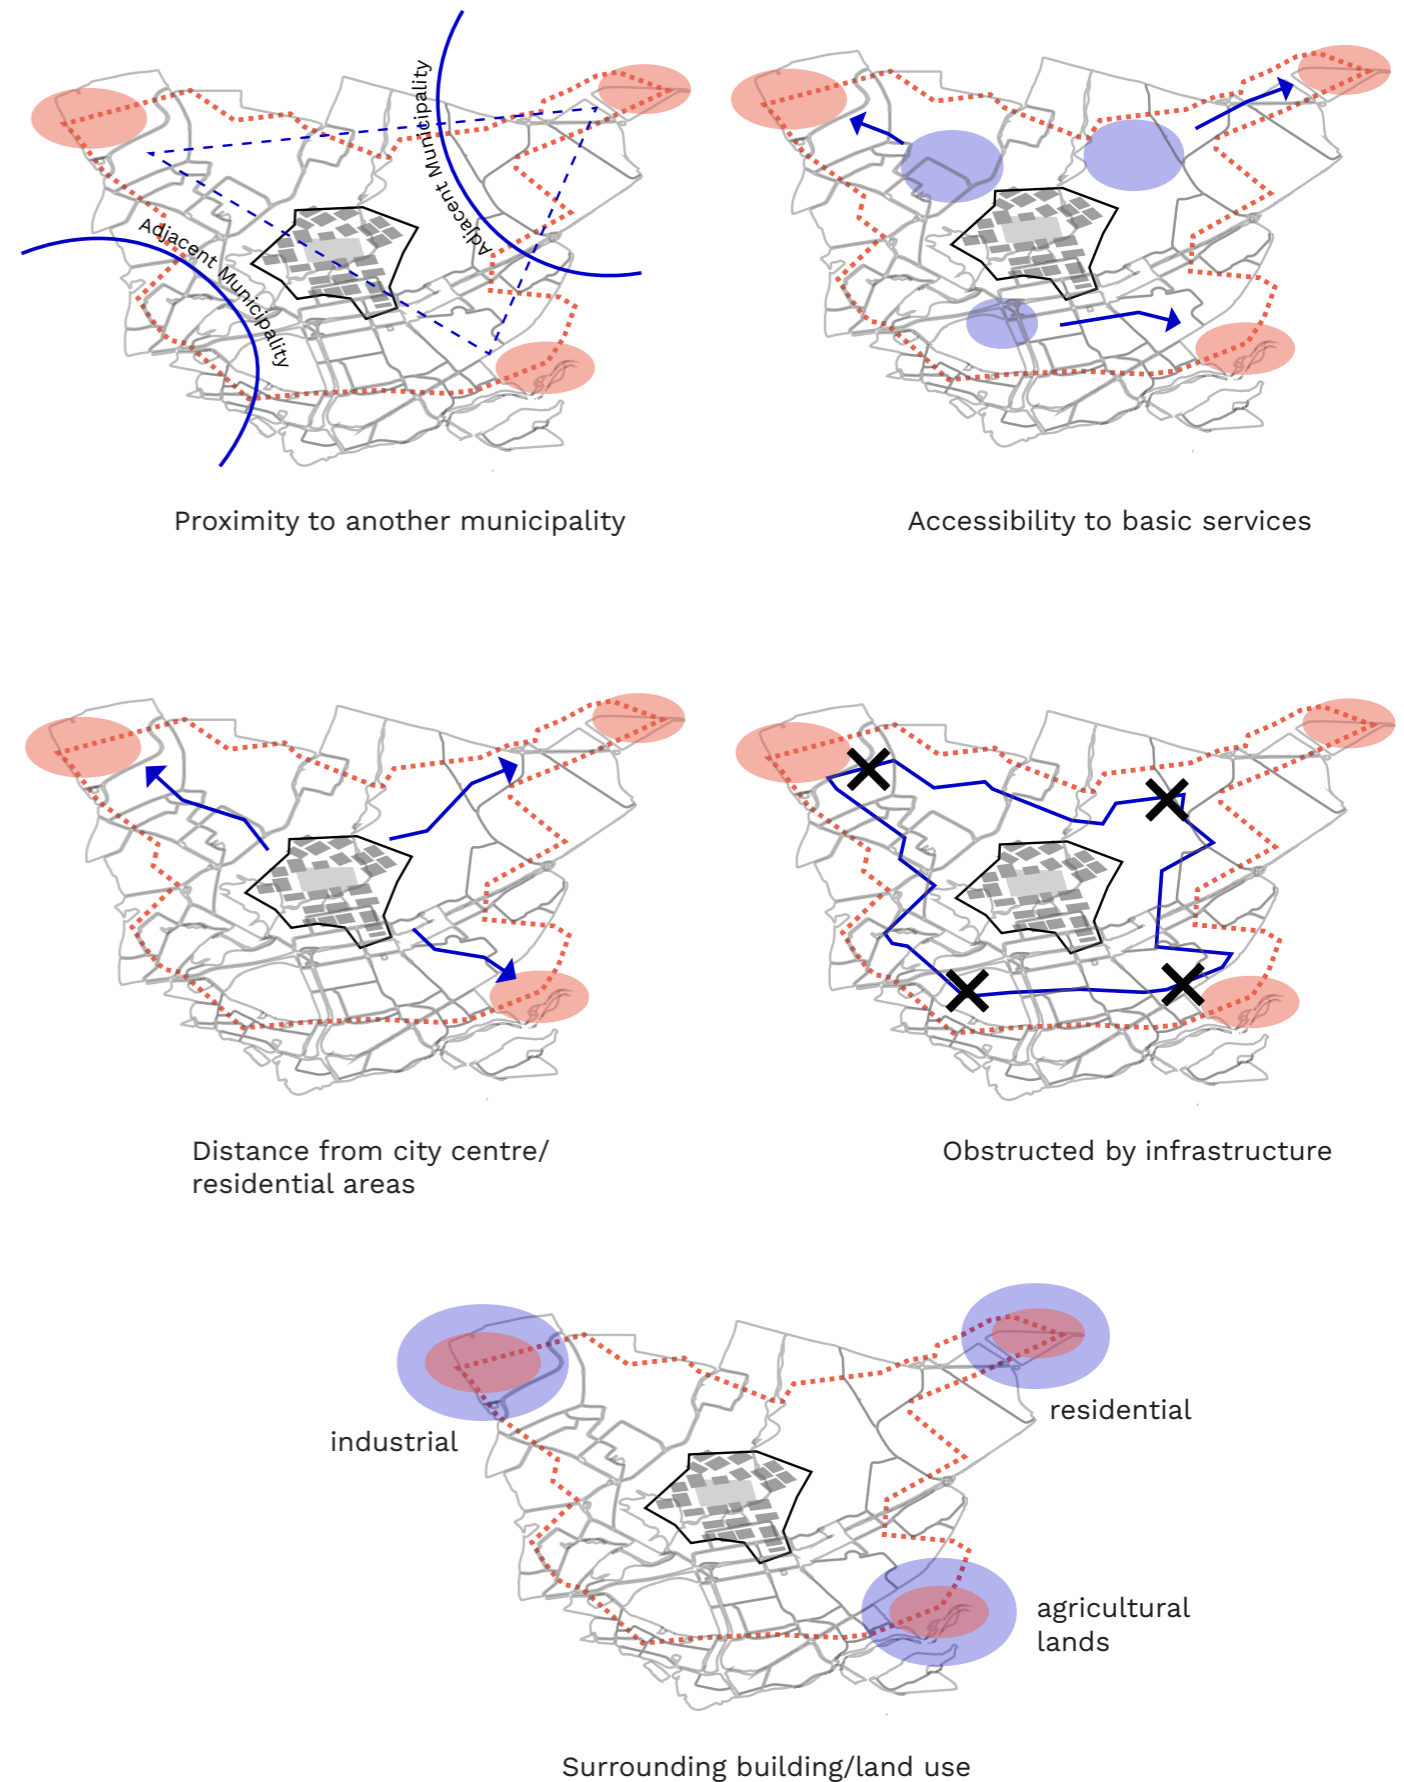 Adjacent Municipality
Adjacent Municipality
Proximity to another municipality
Accessibility to basic services
Distance from city centre/
residential areas
Obstructed by infrastructure
industrial
residential
agricultural
lands
Surrounding building/land use